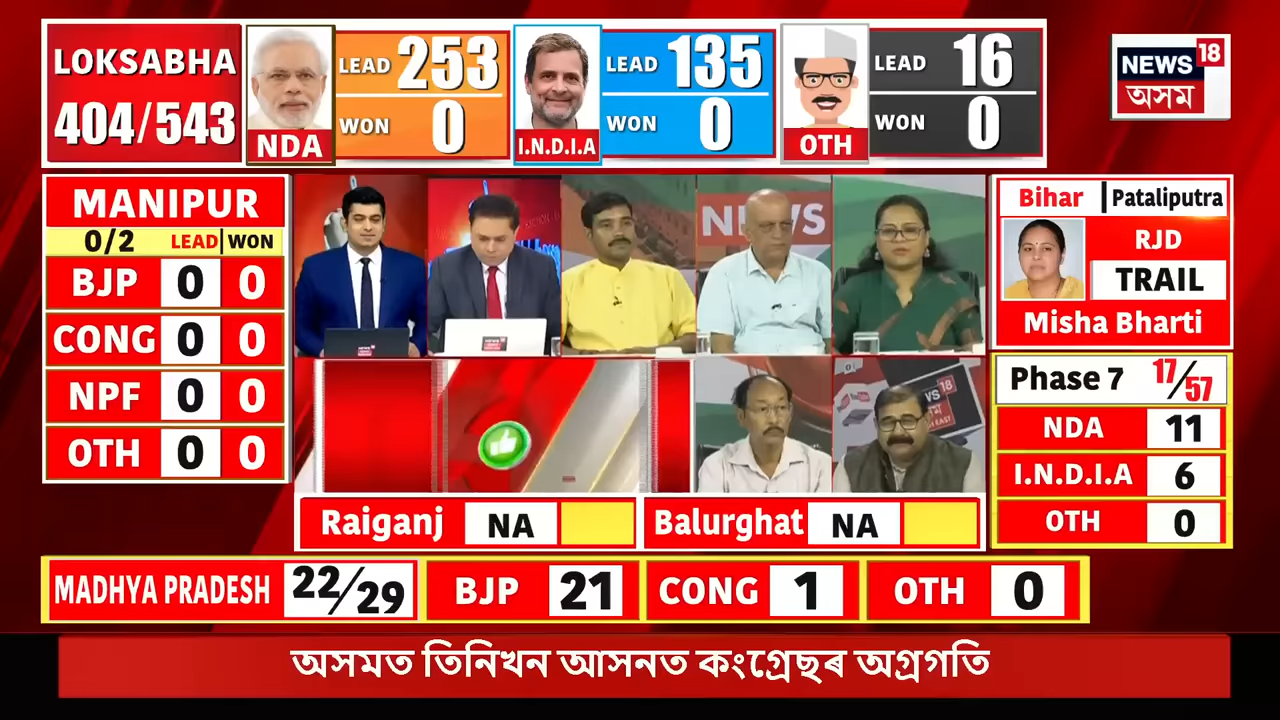 LOKSABHA
404/543
NDA
LEAD 253
WON 0
I.N.D.I.A
LEAD 135
WON 0
OTH
LEAD 16
WON 0
NEWS 18
অসম
MANIPUR
0/2 LEAD WON
BJP 0 0
CONG 0 0
NPF 0 0
OTH 0 0
NEWS
Bihar Pataliputra
RJD
TRAIL
Misha Bharti
Phase 7 17/57
NDA 11
I.N.D.I.A 6
OTH 0
Raiganj NA
Balurghat NA
MADHYA PRADESH 22/29 BJP 21 CONG 1 OTH 0
অসমত তিনিখন আসনত কংগ্ৰেছৰ অগ্ৰগতি